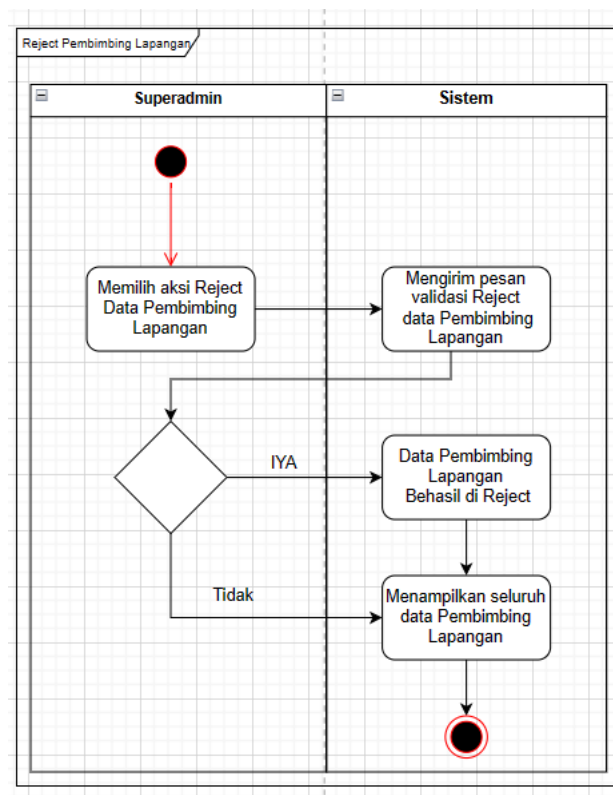 Reject Pembimbing Lapangan
Superadmin
Sistem
Memilih aksi Reject
Data Pembimbing
Lapangan
Mengirim pesan
validasi Reject
data Pembimbing
Lapangan
IYA
Data Pembimbing
Lapangan
Behasil di Reject
Tidak
Menampilkan seluruh
data Pembimbing
Lapangan